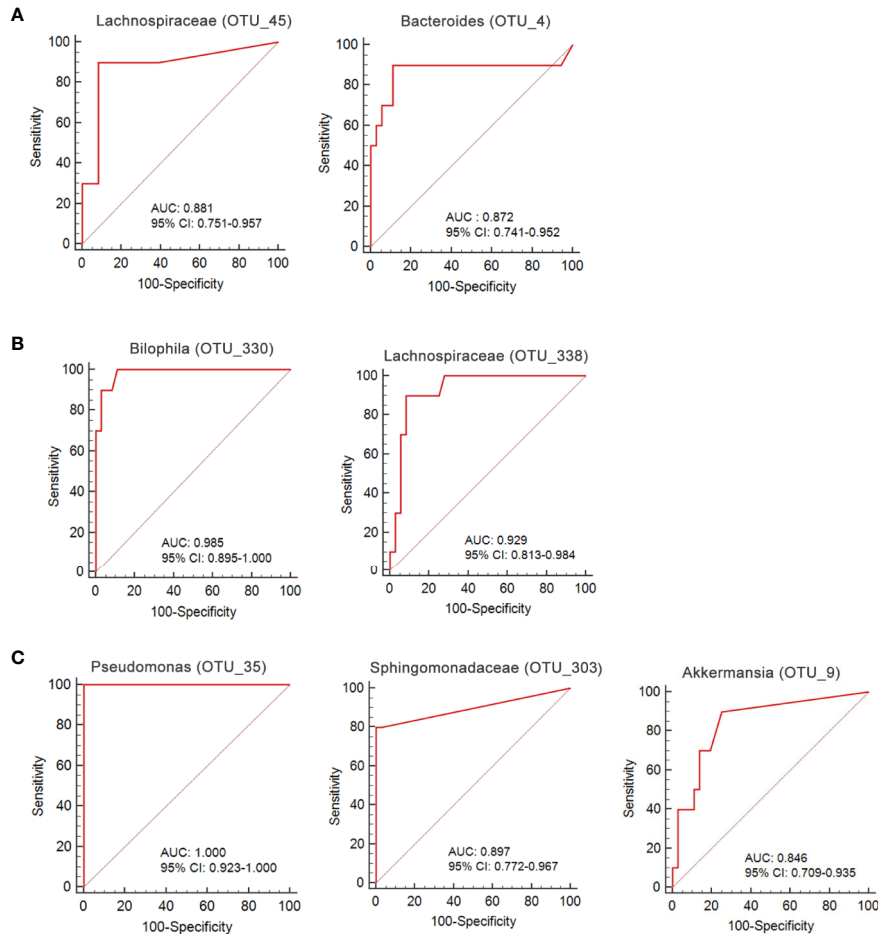 A
Lachnospiraceae (OTU_45)
100
80
60
40
20
0
Sensitivity
AUC: 0.881
95% CI: 0.751-0.957
0 20 40 60 80 100
100-Specificity
Bacteroides (OTU_4)
100
80
60
40
20
0
Sensitivity
AUC : 0.872
95% CI: 0.741-0.952
0 20 40 60 80 100
100-Specificity
B
Bilophila (OTU_330)
100
80
60
40
20
0
Sensitivity
AUC: 0.985
95% CI: 0.895-1.000
0 20 40 60 80 100
100-Specificity
Lachnospiraceae (OTU_338)
100
80
60
40
20
0
Sensitivity
AUC: 0.929
95% CI: 0.813-0.984
0 20 40 60 80 100
100-Specificity
C
Pseudomonas (OTU_35)
100
80
60
40
20
0
Sensitivity
AUC: 1.000
95% CI: 0.923-1.000
0 20 40 60 80 100
100-Specificity
Sphingomonadaceae (OTU_303)
100
80
60
40
20
0
Sensitivity
AUC: 0.897
95% CI: 0.772-0.967
0 20 40 60 80 100
100-Specificity
Akkermansia (OTU_9)
100
80
60
40
20
0
Sensitivity
AUC: 0.846
95% CI: 0.709-0.935
0 20 40 60 80 100
100-Specificity